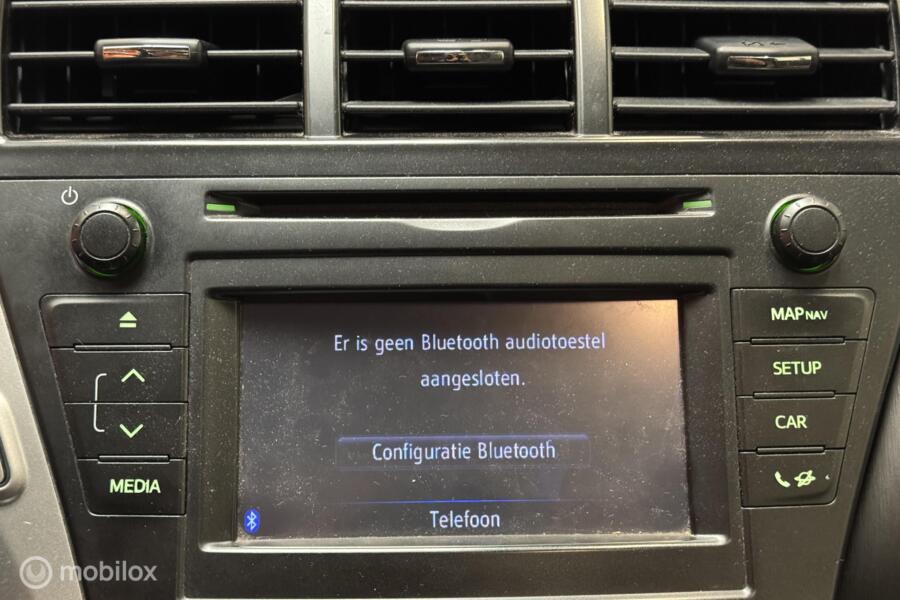 Er is geen Bluetooth audiotoestel
aangesloten.
Configuratie Bluetooth
Telefoon
MEDIA
MAP NAV
SETUP
CAR
mobilox